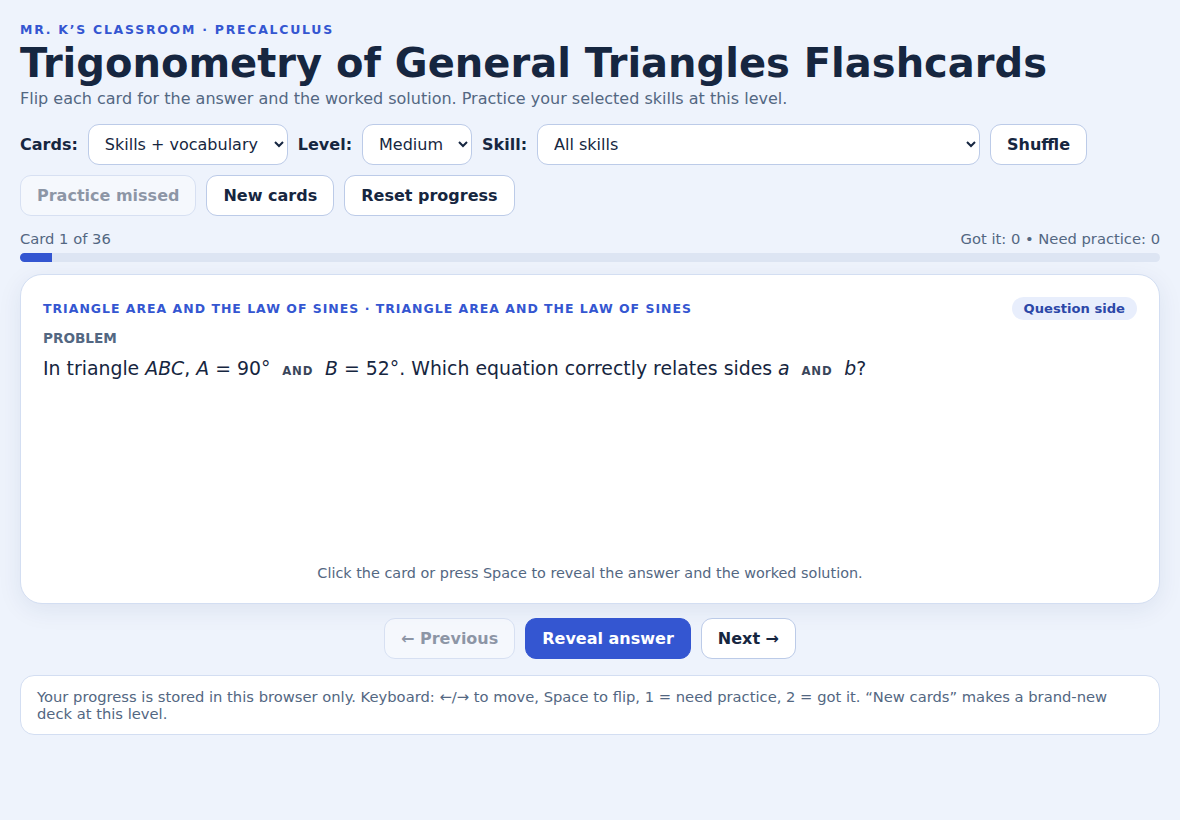 MR. K’S CLASSROOM · PRECALCULUS
Trigonometry of General Triangles Flashcards
Flip each card for the answer and the worked solution. Practice your selected skills at this level.
Cards: Skills + vocabulary Level: Medium Skill: All skills Shuffle
Practice missed New cards Reset progress
Card 1 of 36 Got it: 0 • Need practice: 0
TRIANGLE AREA AND THE LAW OF SINES · TRIANGLE AREA AND THE LAW OF SINES Question side
PROBLEM
In triangle ABC, A = 90° AND B = 52°. Which equation correctly relates sides a AND b?
Click the card or press Space to reveal the answer and the worked solution.
← Previous Reveal answer Next →
Your progress is stored in this browser only. Keyboard: ←/→ to move, Space to flip, 1 = need practice, 2 = got it. “New cards” makes a brand-new
deck at this level.